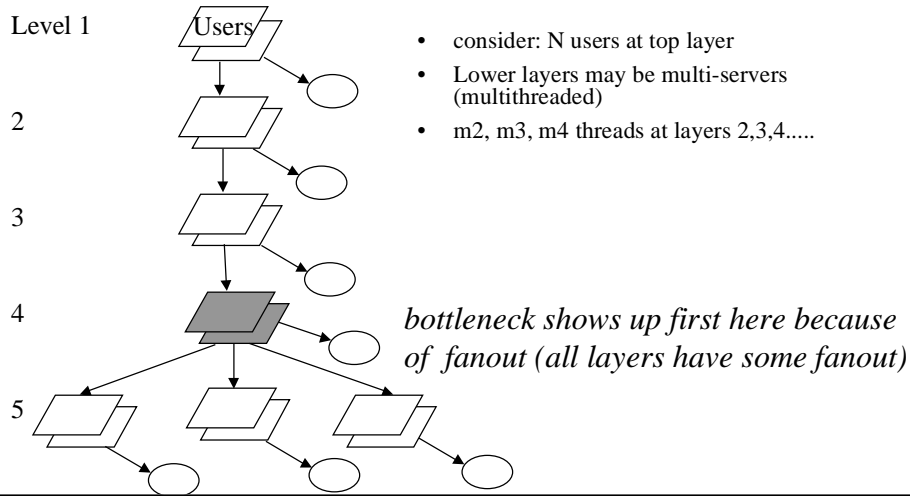 Level 1
Users
• consider: N users at top layer
• Lower layers may be multi-servers
(multithreaded)
• m2, m3, m4 threads at layers 2,3,4.....
2
3
4
bottleneck shows up first here because
of fanout (all layers have some fanout)
5